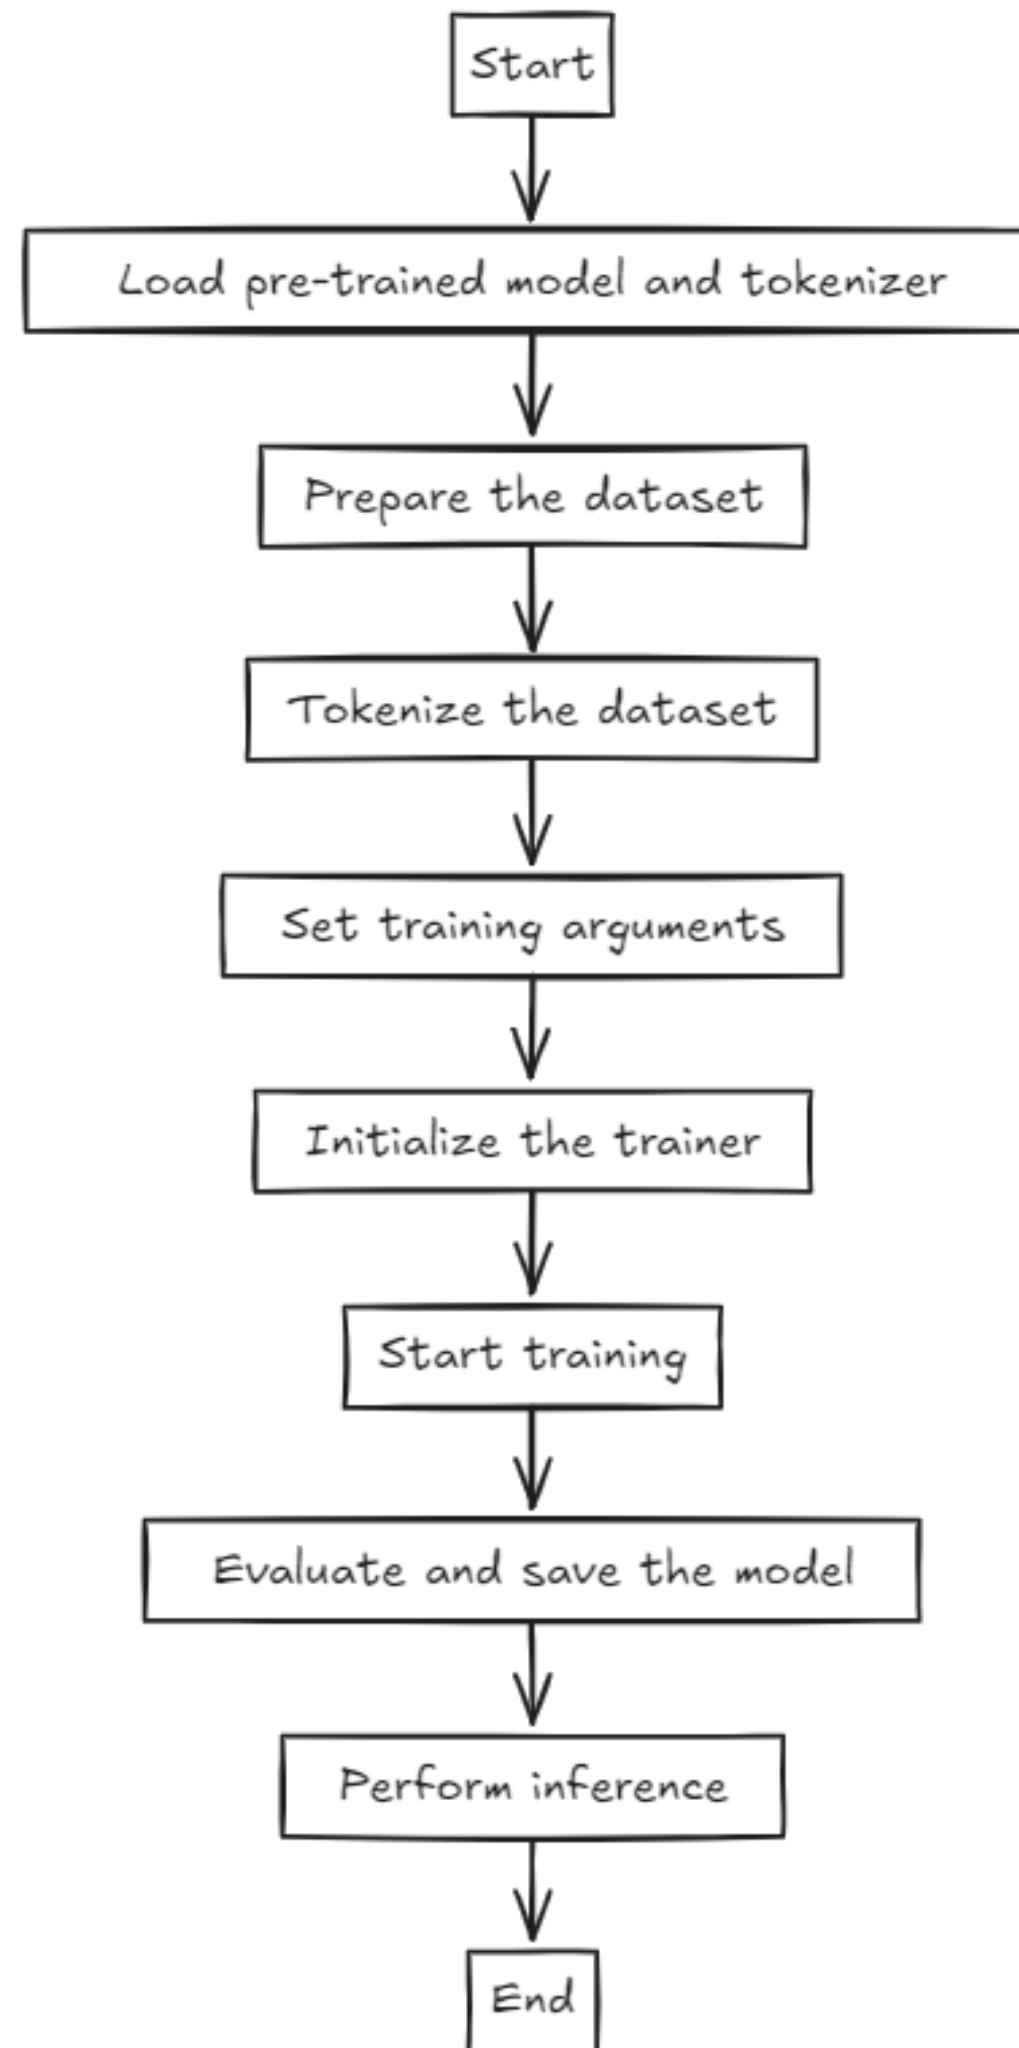 Start
Load pre-trained model and tokenizer
Prepare the dataset
Tokenize the dataset
Set training arguments
Initialize the trainer
Start training
Evaluate and save the model
Perform inference
End